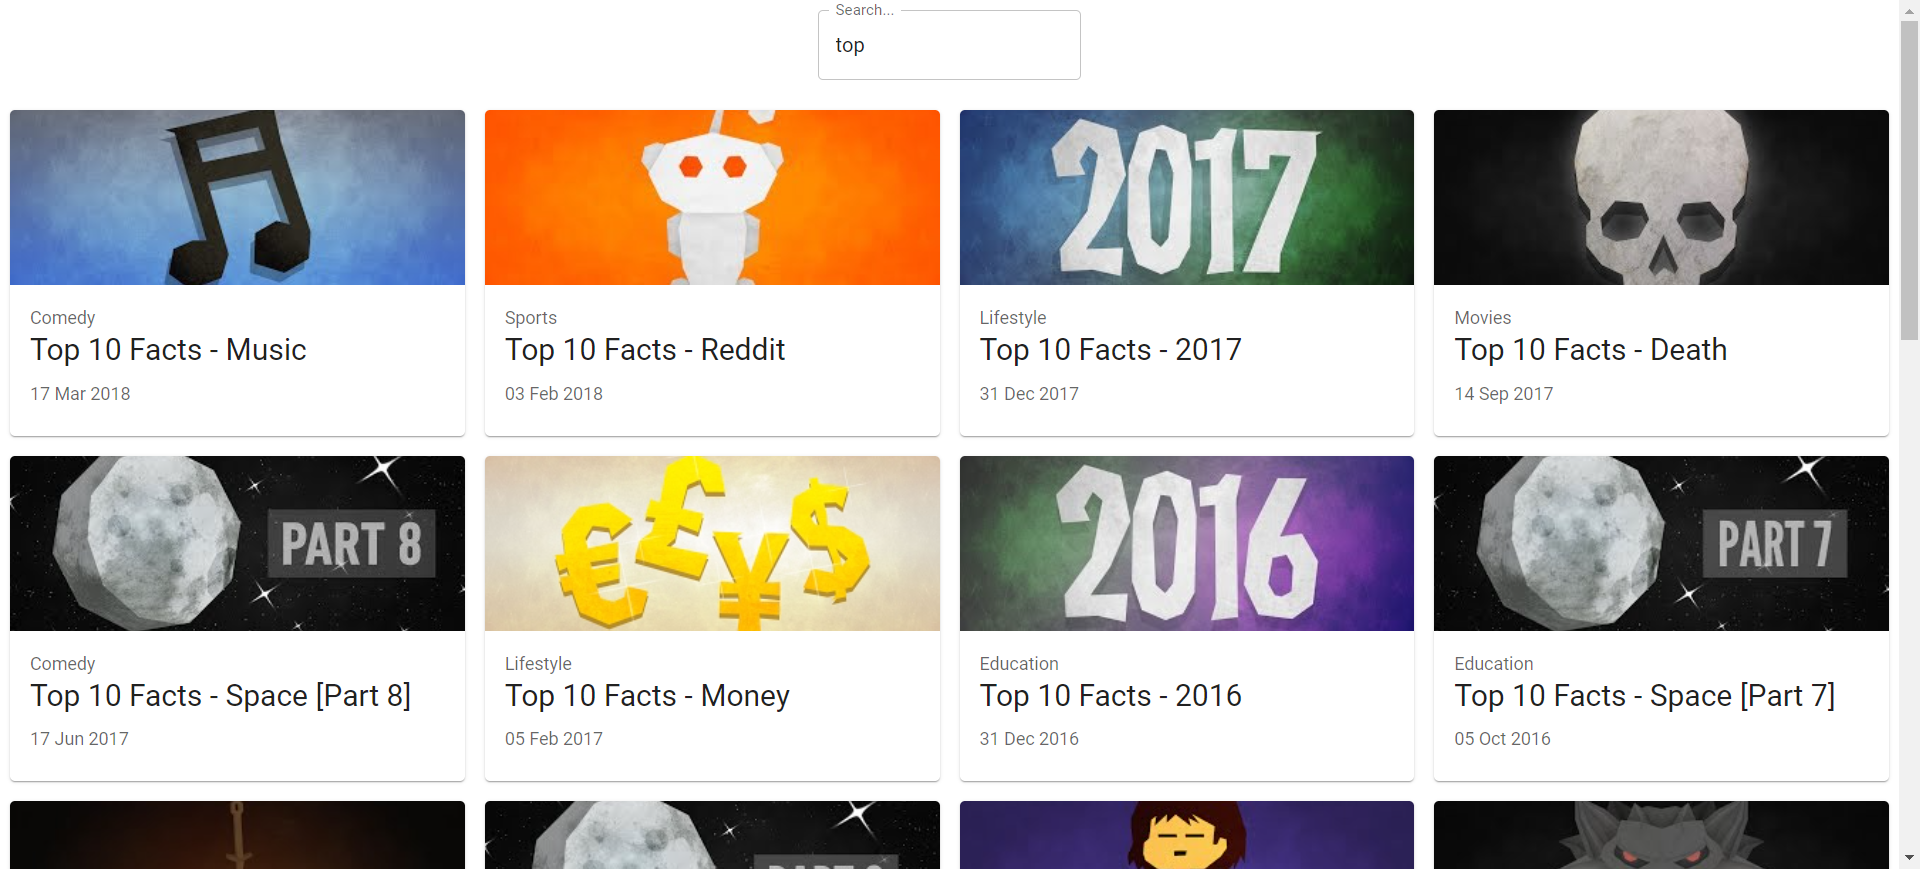 Search...
top
2017
Comedy
Top 10 Facts - Music
17 Mar 2018
Sports
Top 10 Facts - Reddit
03 Feb 2018
Lifestyle
Top 10 Facts - 2017
31 Dec 2017
Movies
Top 10 Facts - Death
14 Sep 2017
PART 8
€£¥$
2016
PART 7
Comedy
Top 10 Facts - Space [Part 8]
17 Jun 2017
Lifestyle
Top 10 Facts - Money
05 Feb 2017
Education
Top 10 Facts - 2016
31 Dec 2016
Education
Top 10 Facts - Space [Part 7]
05 Oct 2016